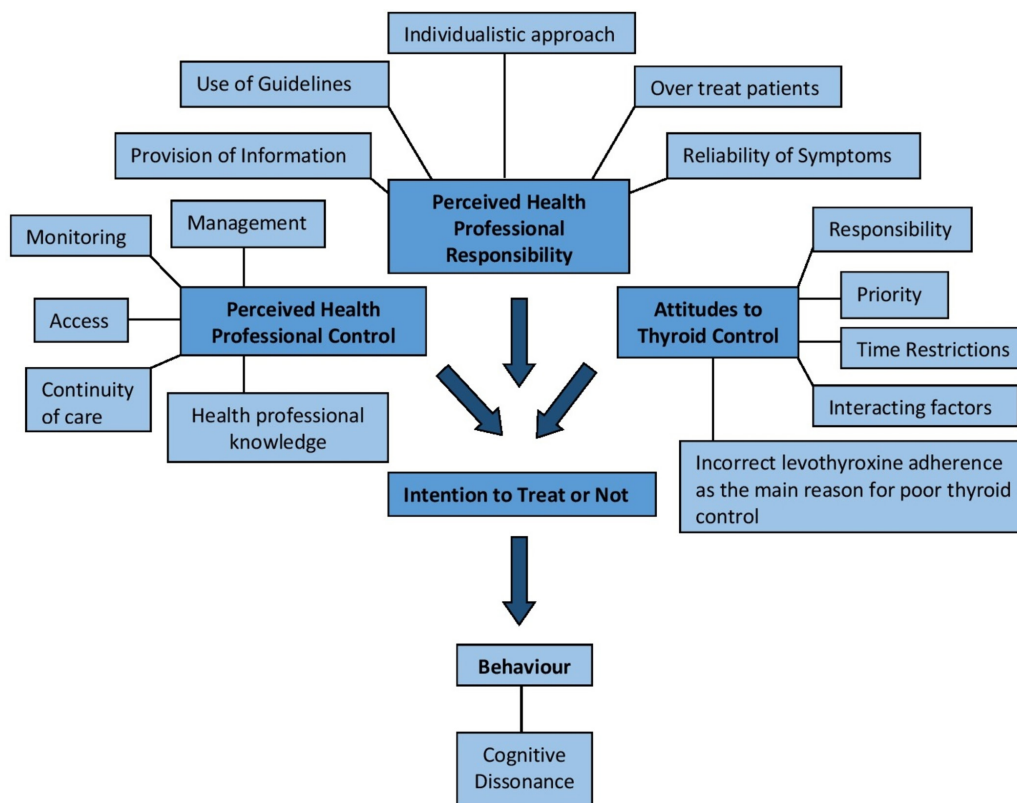 Individualistic approach
Use of Guidelines
Over treat patients
Provision of Information
Reliability of Symptoms
Perceived Health
Professional
Responsibility
Management
Monitoring
Responsibility
Perceived Health
Professional Control
Access
Attitudes to
Thyroid Control
Priority
Time Restrictions
Continuity
of care
Health professional
knowledge
Interacting factors
Incorrect levothyroxine adherence
as the main reason for poor thyroid
control
Intention to Treat or Not
Behaviour
Cognitive
Dissonance